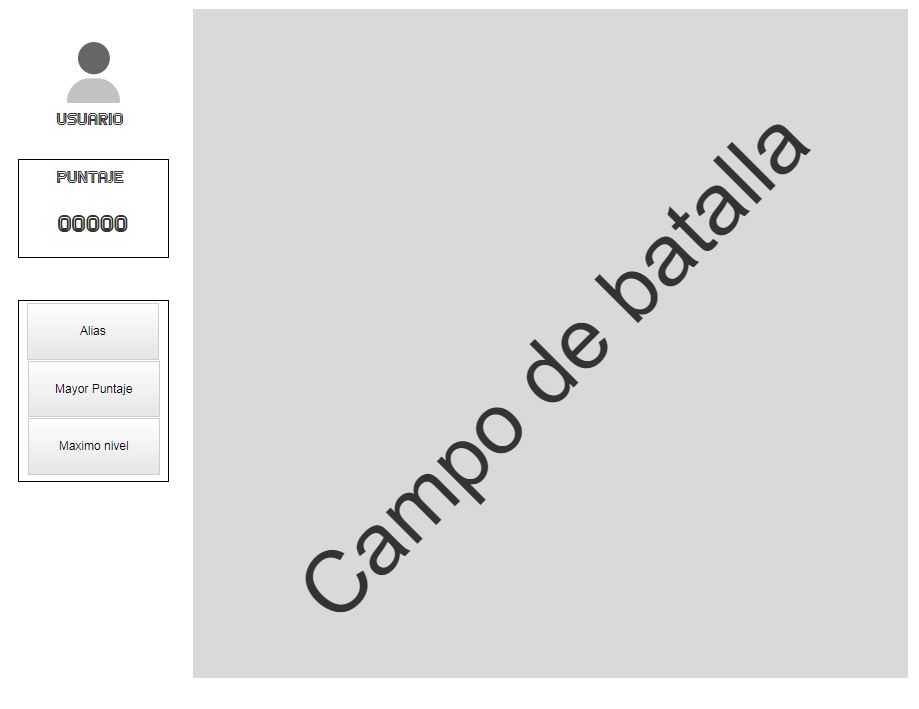 USUARIO
PUNTAJE
00000
Alias
Mayor Puntaje
Maximo nivel
Campo de batalla